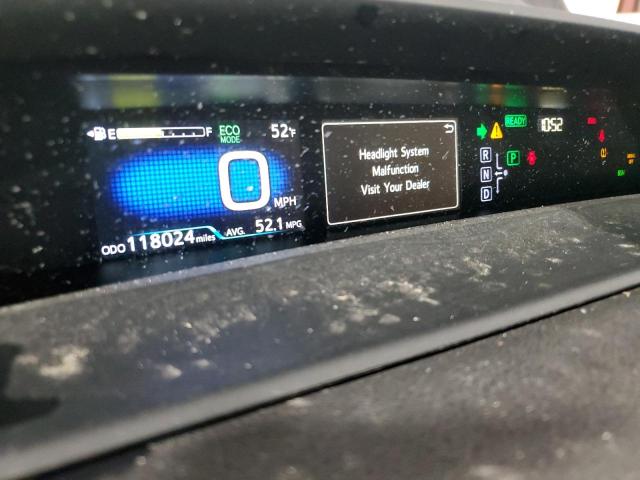 E F ECO MODE 52°F
0 MPH
ODO 118024 miles AVG. 52.1 MPG
Headlight System
Malfunction
Visit Your Dealer
READY 10:52
R
N
D
P